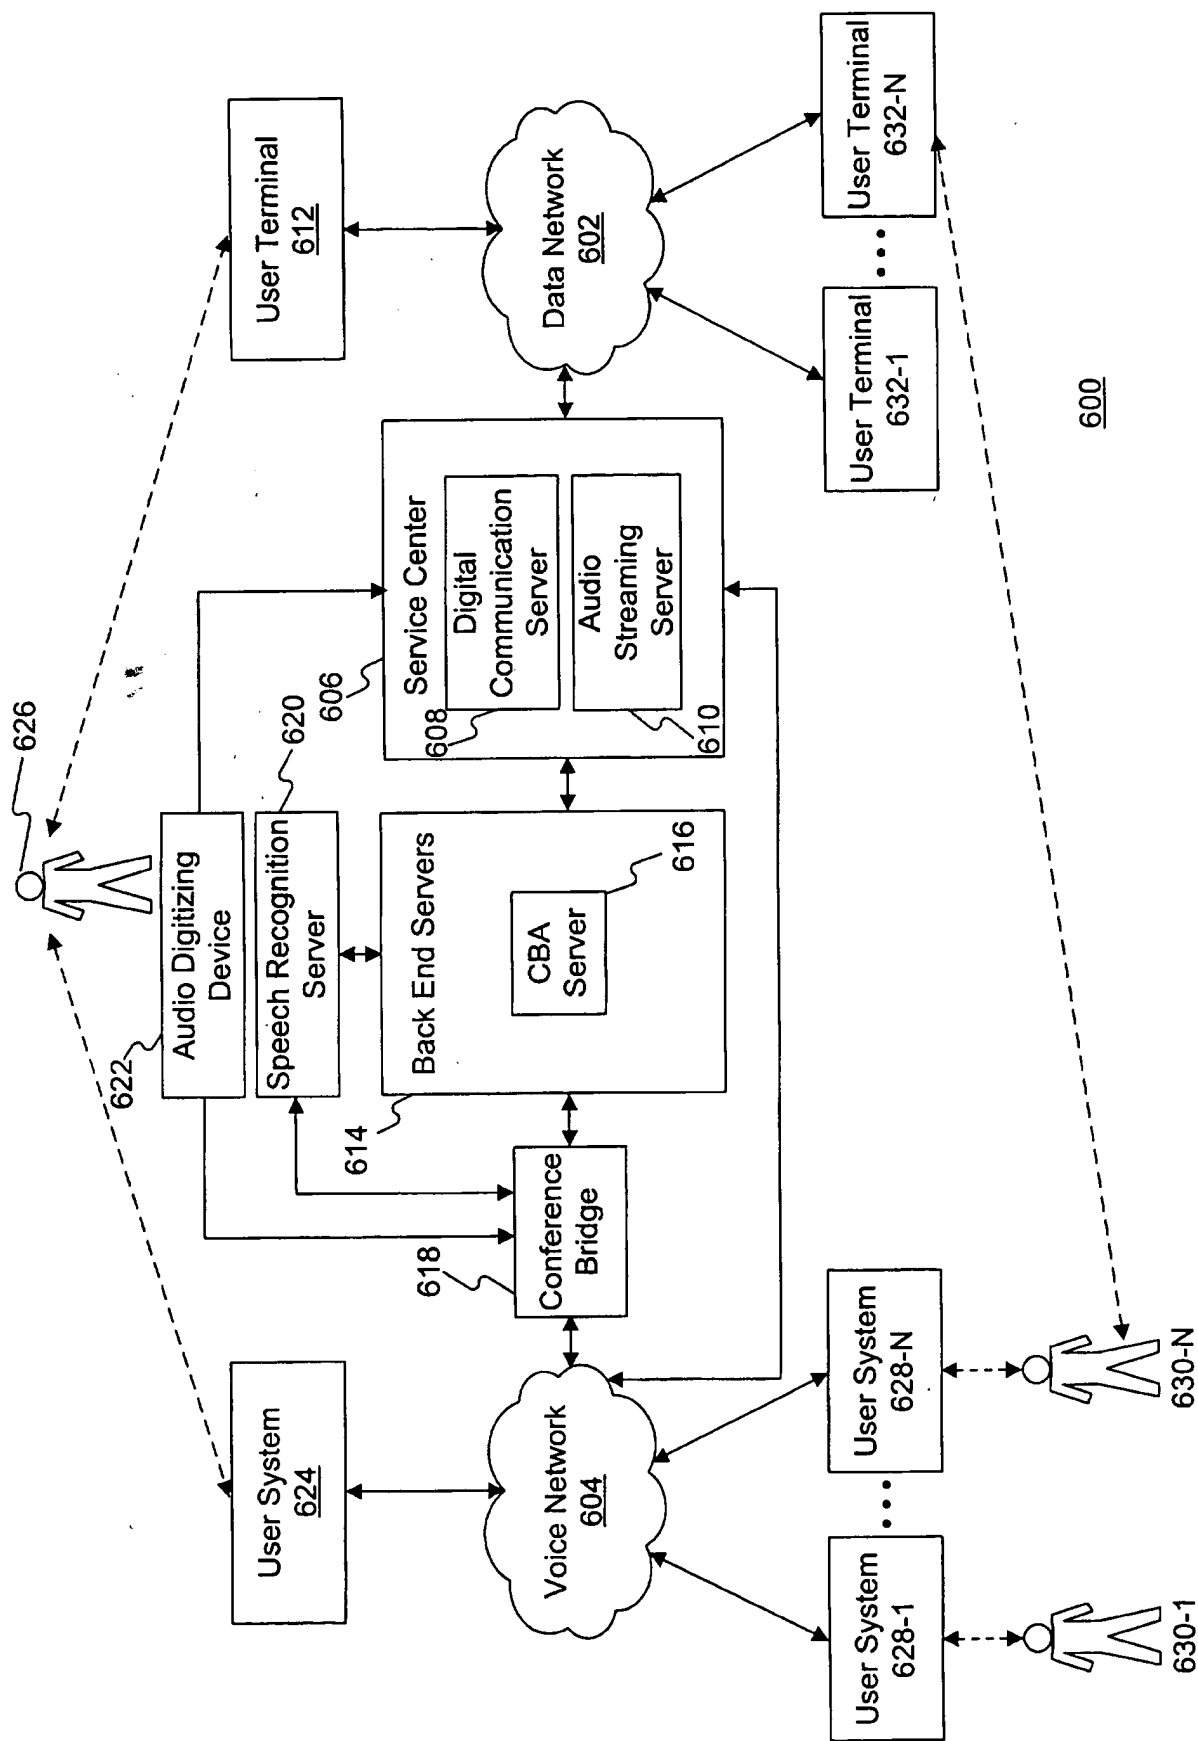 626
User System
624
Audio Digitizing
Device
622
Speech Recognition
Server
620
User Terminal
612
Voice Network
604
618
Conference
Bridge
614
Back End Servers
CBA
Server
616
606
Service Center
608
Digital
Communication
Server
610
Audio
Streaming
Server
Data Network
602
User System
628-1
• • •
User System
628-N
User Terminal
632-1
• • •
User Terminal
632-N
630-1
630-N
600